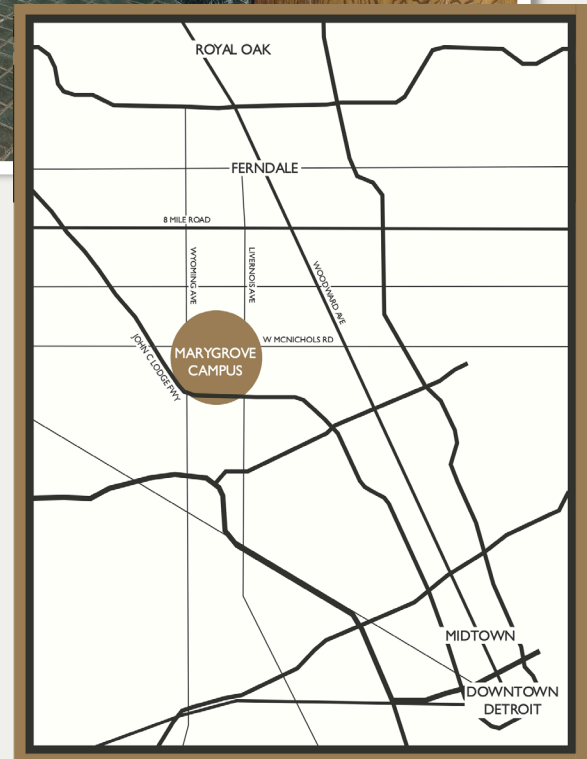 ROYAL OAK
FERNDALE
8 MILE ROAD
WYOMING AVE
LIVERNOIS AVE
WOODWARD AVE
W MCNICHOLS RD
JOHN C LODGE FWY
MARYGROVE
CAMPUS
MIDTOWN
DOWNTOWN
DETROIT